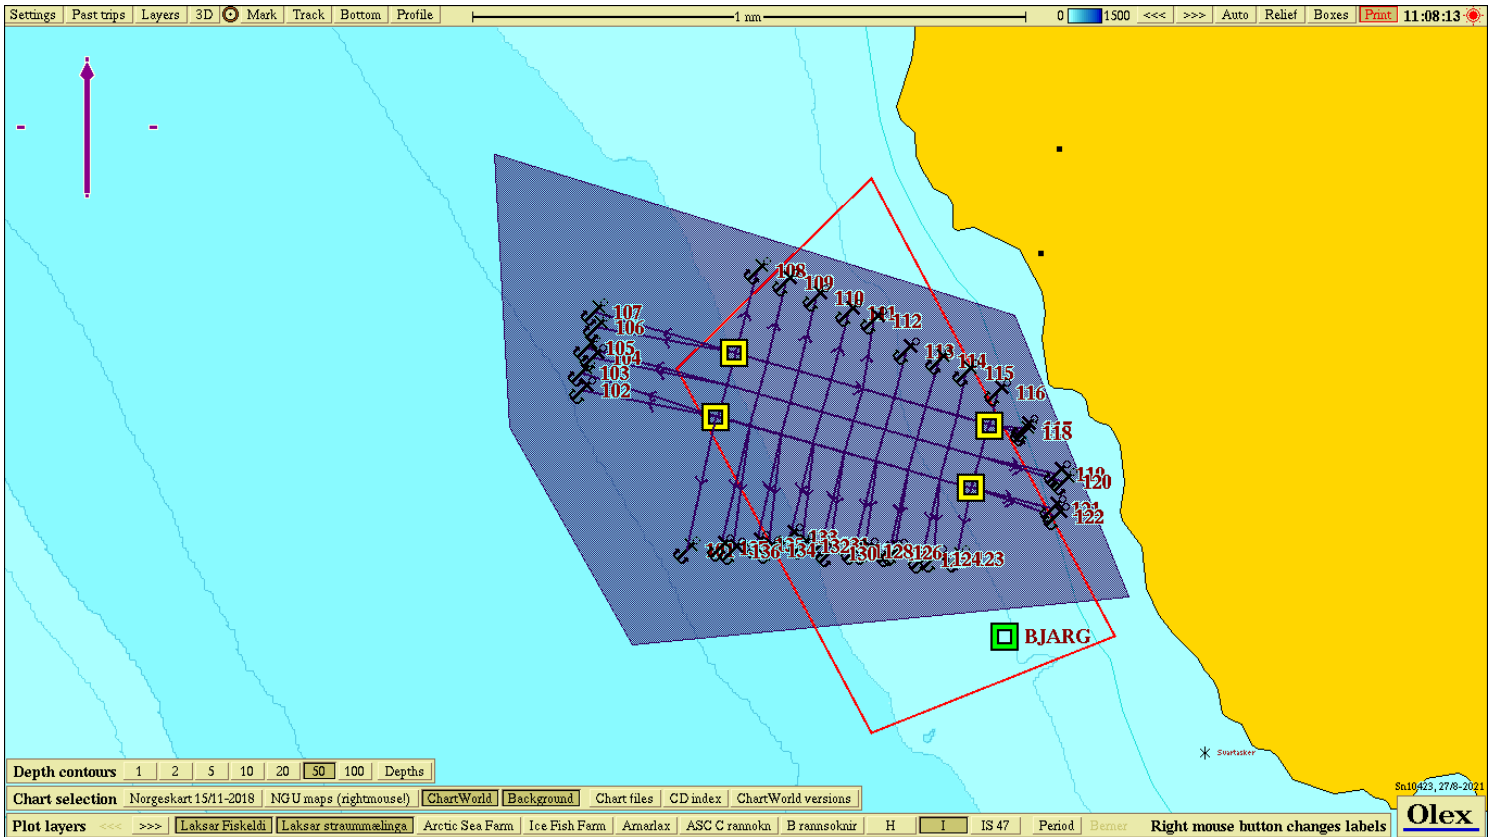 Settings Past trips Layers 3D Mark Track Bottom Profile 1 nm 0 1500 <<< >>> Auto Relief Boxes Print 11:08:13
108
109
110
112
107
106
105
104
103
102
113
114
115
116
118
119
120
121
122
133
136 134 130 128 126 124 123
BJARG
Svartasker
Depth contours 1 2 5 10 20 50 100 Depths
Sn10423, 27/8-2021
Chart selection Norgeskart 15/11-2018 NGU maps (rightmouse!) ChartWorld Background Chart files CD index ChartWorld versions
Olex
Plot layers <<< >>> Laksar Fiskeldi Laksar straummælinga Arctic Sea Farm Ice Fish Farm Arnarlax ASC C rannokn B rannsoknir H I IS 47 Period Berner Right mouse button changes labels